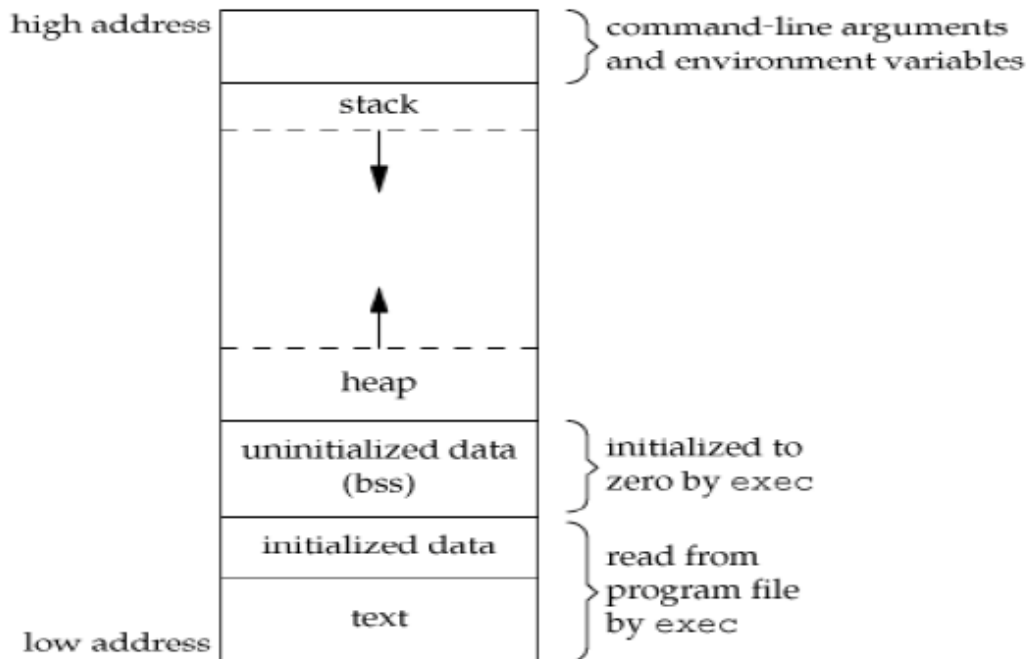 high address
command-line arguments
and environment variables
stack
heap
uninitialized data
(bss)
initialized to
zero by exec
initialized data
read from
program file
by exec
text
low address